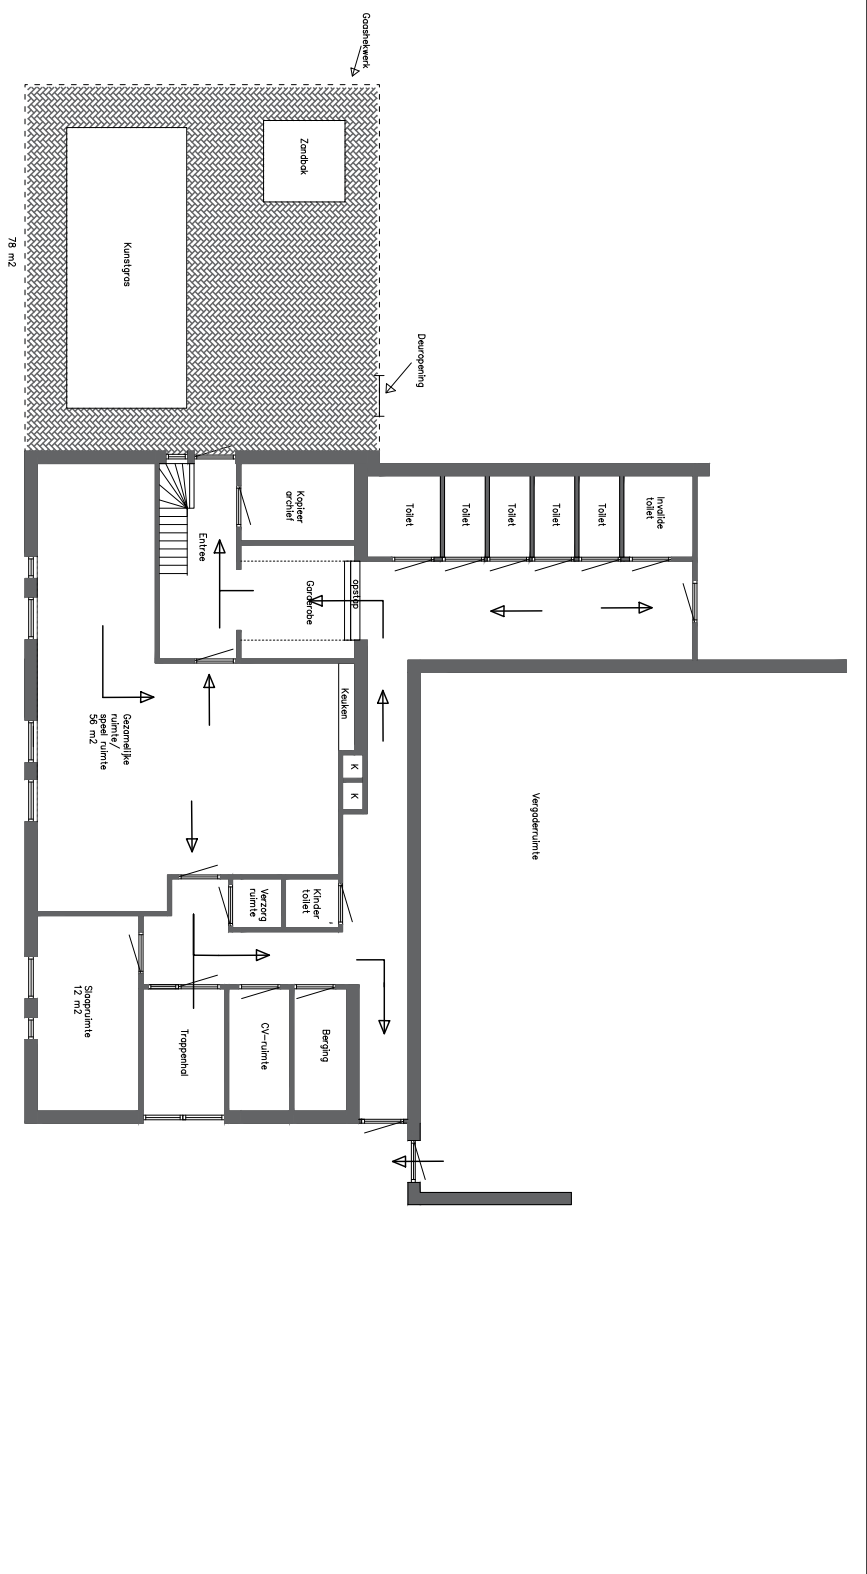 Gaashekwerk
Zandbak
Kunstgras
78 m2
Deuropening
Kopieer
archief
Toilet
Toilet
Toilet
Toilet
Toilet
Invalide
toilet
Entree
Garderobe
opstap
Keuken
K
K
Gezamelijke
ruimte/
speel ruimte
56 m2
Vergaderruimte
Verzorg
ruimte
Kinder
toilet
Slaapruimte
12 m2
Trappenhal
CV-ruimte
Berging